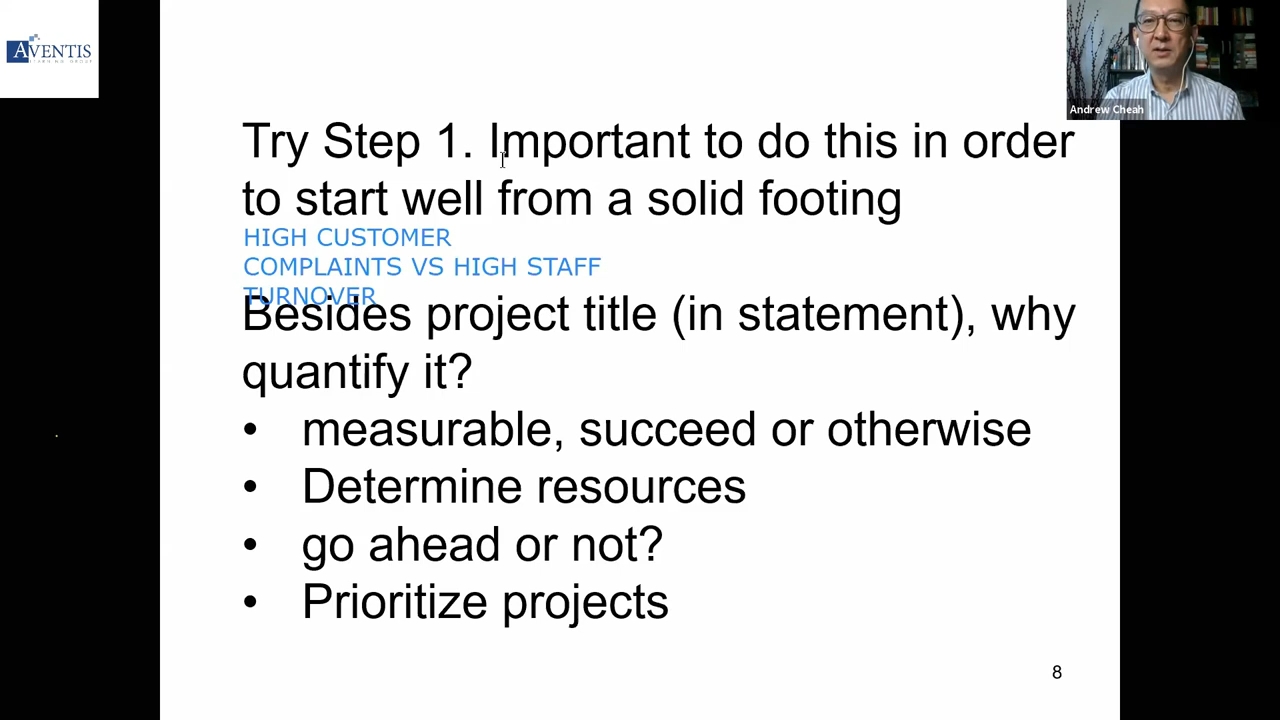 AVENTIS
LEARNING GROUP
Andrew Cheah
Try Step 1. Important to do this in order
to start well from a solid footing
HIGH CUSTOMER
COMPLAINTS VS HIGH STAFF
TURNOVER
Besides project title (in statement), why
quantify it?
• measurable, succeed or otherwise
• Determine resources
• go ahead or not?
• Prioritize projects
8